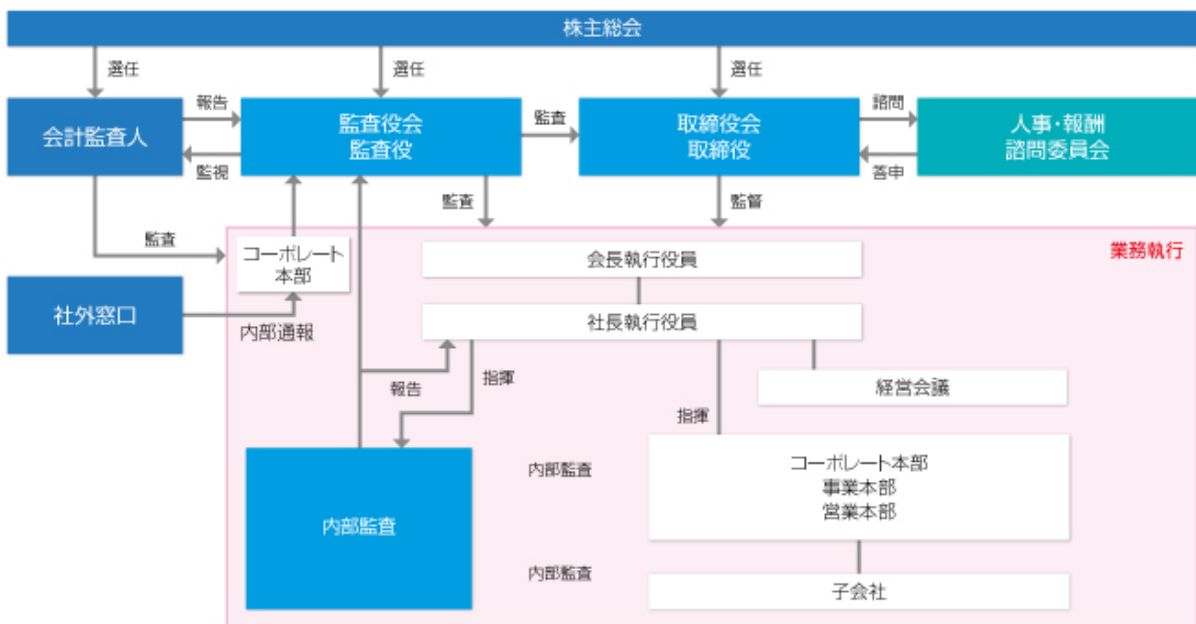 株主総会
選任
選任
選任
会計監査人
報告
監視
監査役会
監査役
監査
取締役会
取締役
諮問
答申
人事・報酬
諮問委員会
監査
監査
監督
業務執行
コーポレート
本部
会長執行役員
社外窓口
内部通報
社長執行役員
報告
指揮
経営会議
指揮
内部監査
内部監査
コーポレート本部
事業本部
営業本部
内部監査
子会社